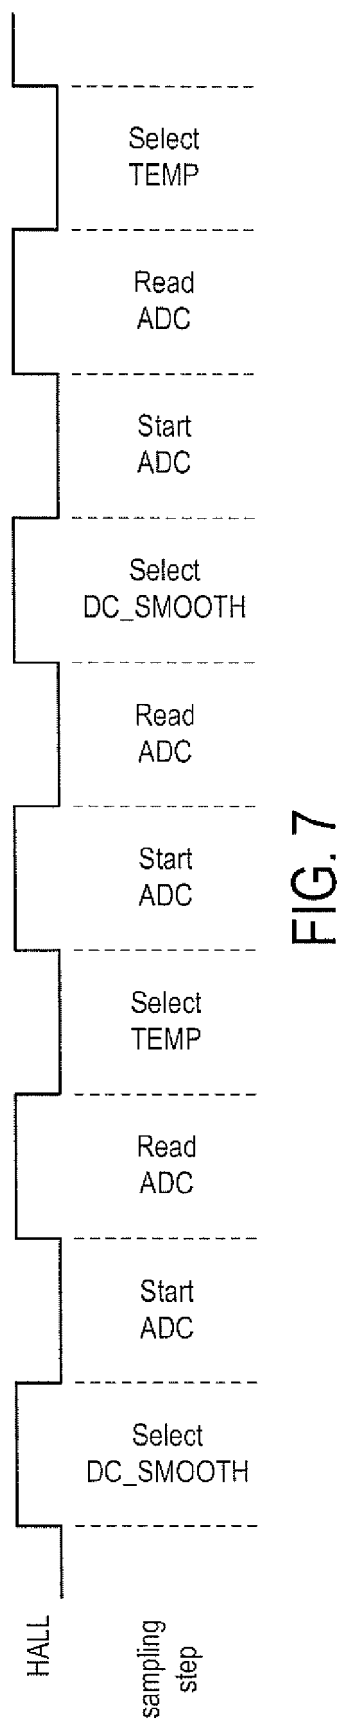 Select
TEMP
Read
ADC
Start
ADC
Select
DC_SMOOTH
Read
ADC
Start
ADC
Select
TEMP
Read
ADC
Start
ADC
Select
DC_SMOOTH
HALL
sampling
step
FIG. 7